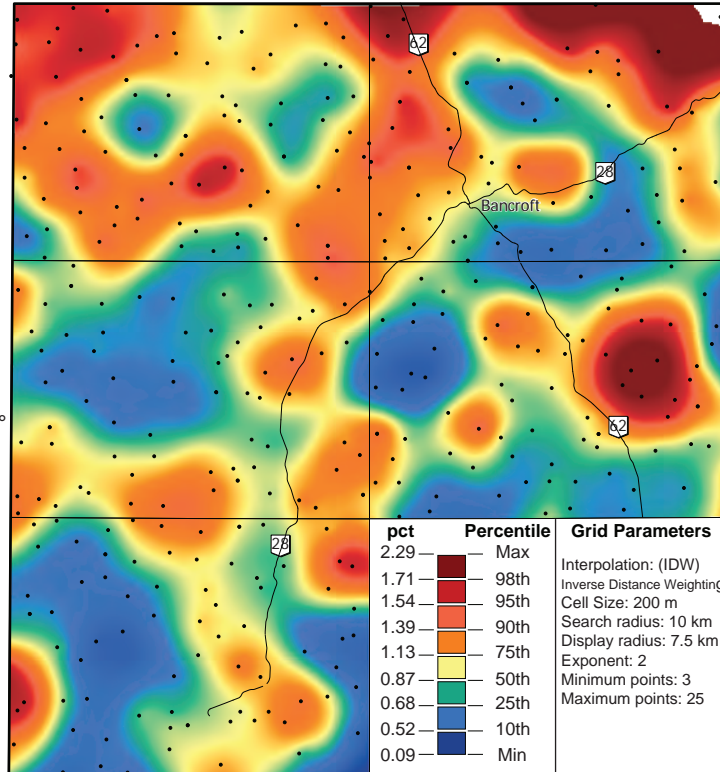 62
28
Bancroft
62
28
pct Percentile
2.29 Max
1.71 98th
1.54 95th
1.39 90th
1.13 75th
0.87 50th
0.68 25th
0.52 10th
0.09 Min
Grid Parameters
Interpolation: (IDW)
Inverse Distance Weighting
Cell Size: 200 m
Search radius: 10 km
Display radius: 7.5 km
Exponent: 2
Minimum points: 3
Maximum points: 25